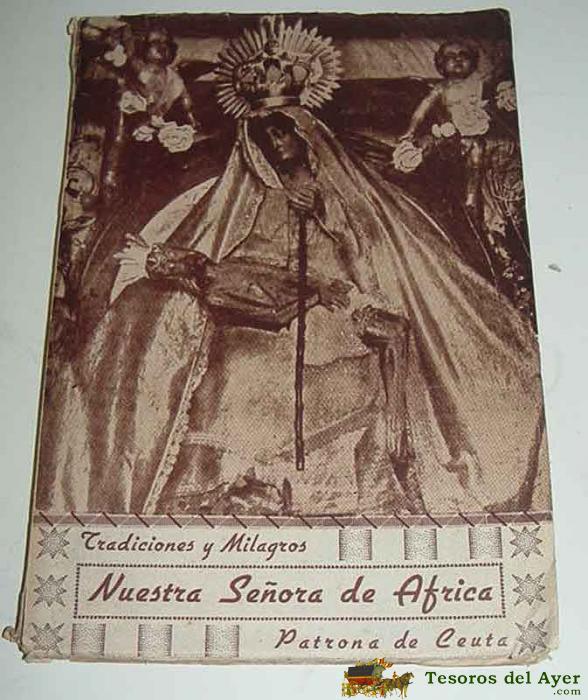 Tradiciones y Milagros
Nuestra Señora de Africa
Patrona de Ceuta
Tesoros del Ayer
.com